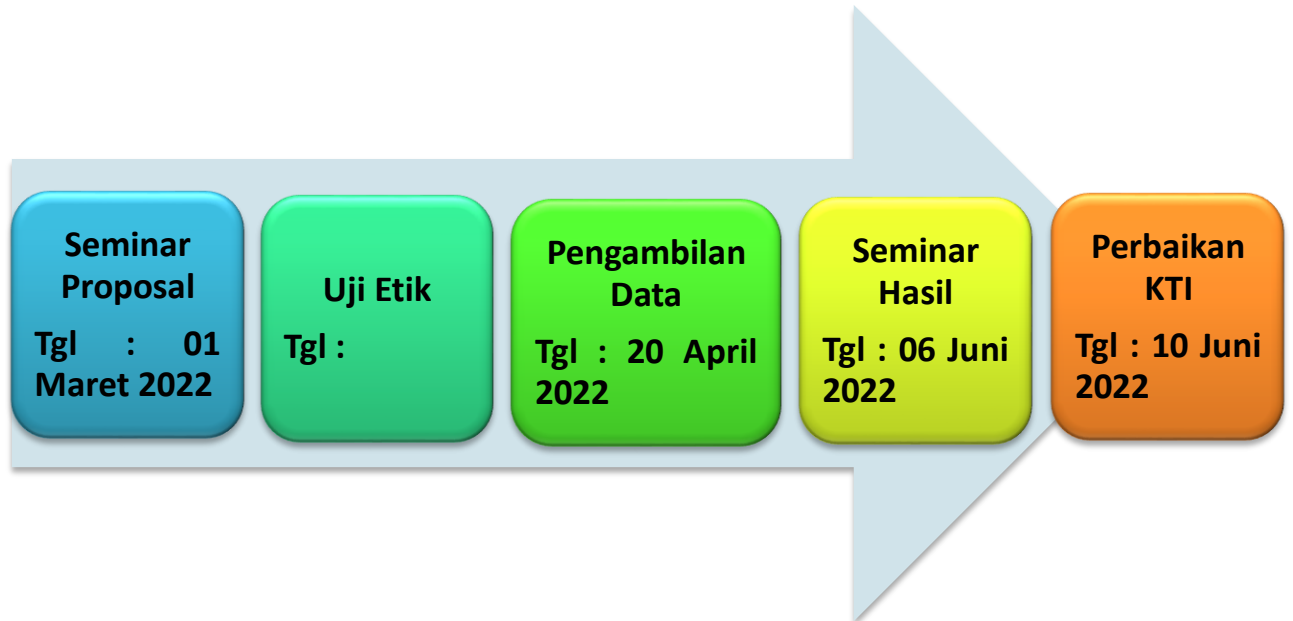 Seminar
Proposal
Tgl : 01
Maret 2022
Uji Etik
Tgl :
Pengambilan
Data
Tgl : 20 April
2022
Seminar
Hasil
Tgl : 06 Juni
2022
Perbaikan
KTI
Tgl : 10 Juni
2022